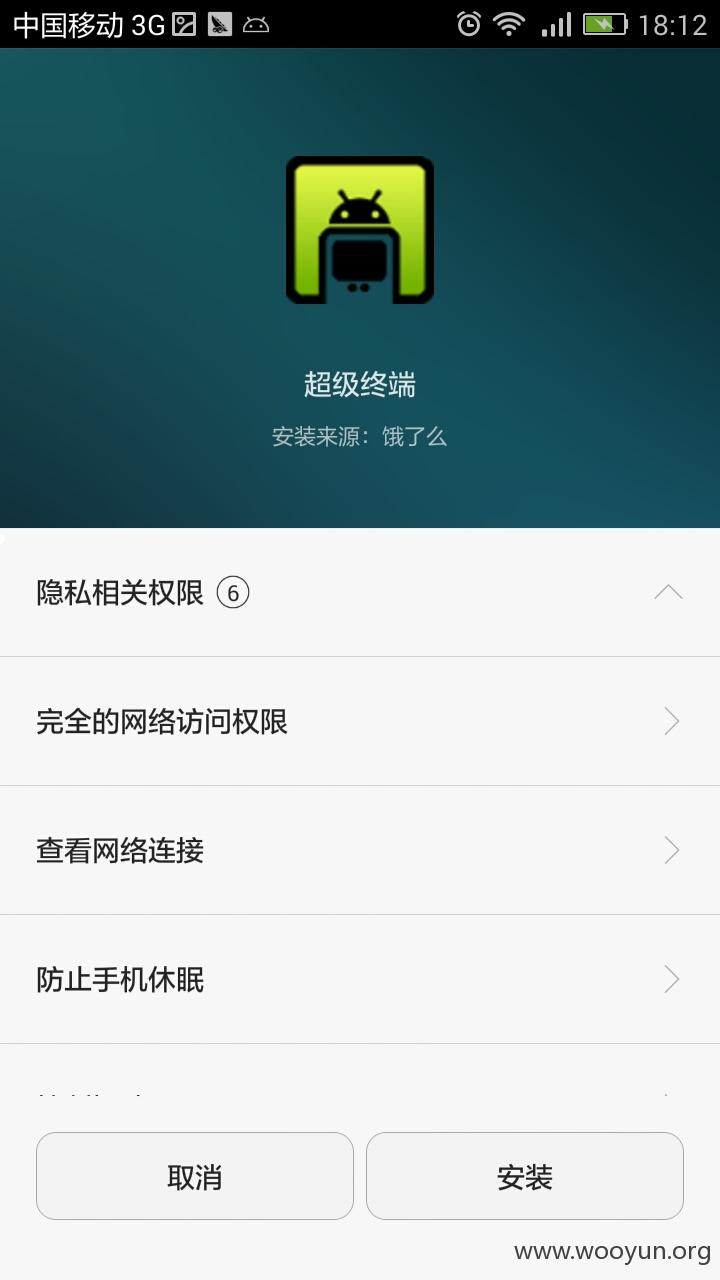 中国移动 3G 18:12
超级终端
安装来源：饿了么
隐私相关权限 6
完全的网络访问权限
查看网络连接
防止手机休眠
取消 安装
www.wooyun.org